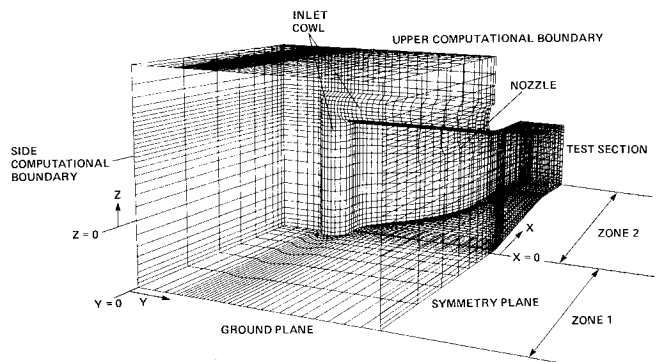 INLET
COWL
UPPER COMPUTATIONAL BOUNDARY
NOZZLE
TEST SECTION
SIDE
COMPUTATIONAL
BOUNDARY
Z
Z = 0
X
X = 0
ZONE 2
Y = 0
Y
SYMMETRY PLANE
GROUND PLANE
ZONE 1